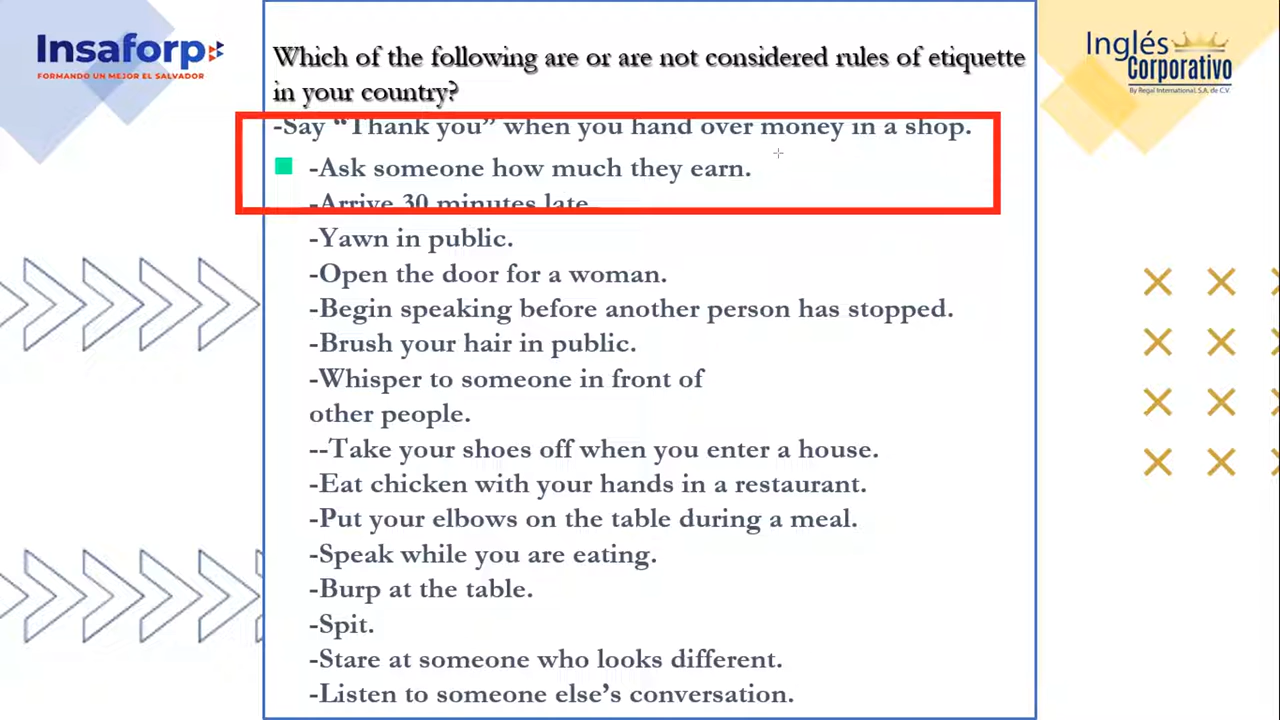 Insaforp
FORMANDO UN MEJOR EL SALVADOR
Inglés
Corporativo
By Regal International, S.A. de C.V.
Which of the following are or are not considered rules of etiquette
in your country?
-Say “Thank you” when you hand over money in a shop.
-Ask someone how much they earn.
-Arrive 30 minutes late.
-Yawn in public.
-Open the door for a woman.
-Begin speaking before another person has stopped.
-Brush your hair in public.
-Whisper to someone in front of
other people.
--Take your shoes off when you enter a house.
-Eat chicken with your hands in a restaurant.
-Put your elbows on the table during a meal.
-Speak while you are eating.
-Burp at the table.
-Spit.
-Stare at someone who looks different.
-Listen to someone else’s conversation.